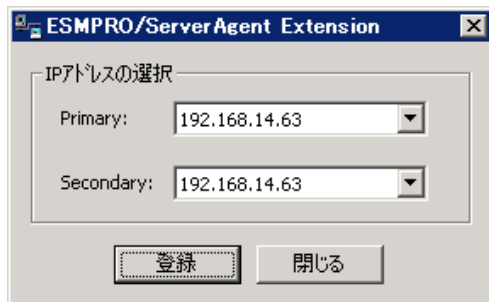 ESMPRO/ServerAgent Extension
IPｱﾄﾞﾚｽの選択
Primary: 192.168.14.63
Secondary: 192.168.14.63
登録 閉じる